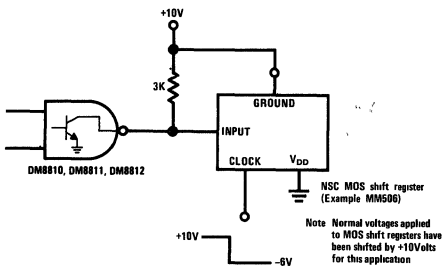 +10V
3K
GROUND
INPUT
CLOCK VDD
DM8810, DM8811, DM8812
NSC MOS shift register
(Example MM506)
+10V
−6V
Note Normal voltages applied
to MOS shift registers have
been shifted by +10Volts
for this application